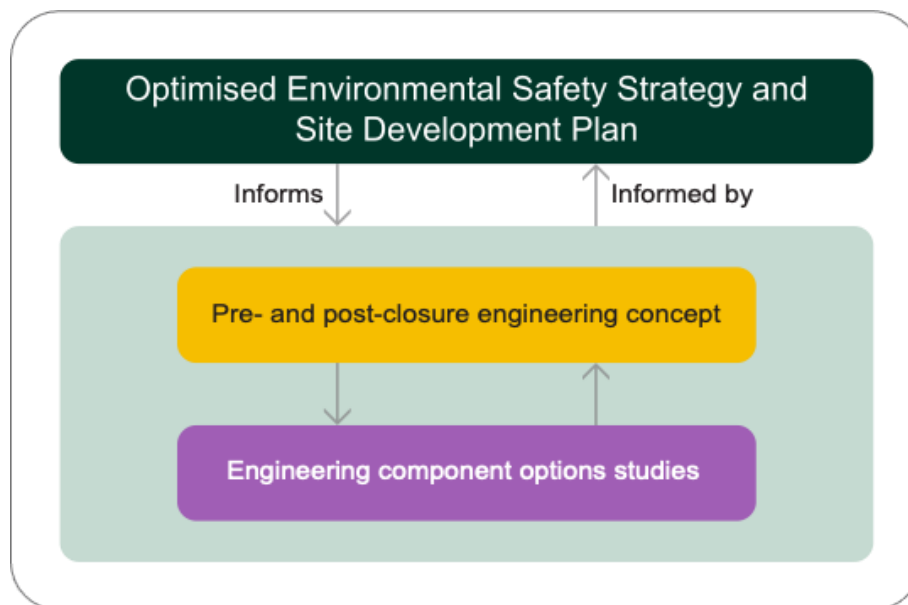 Optimised Environmental Safety Strategy and
Site Development Plan
Informs
Informed by
Pre- and post-closure engineering concept
Engineering component options studies